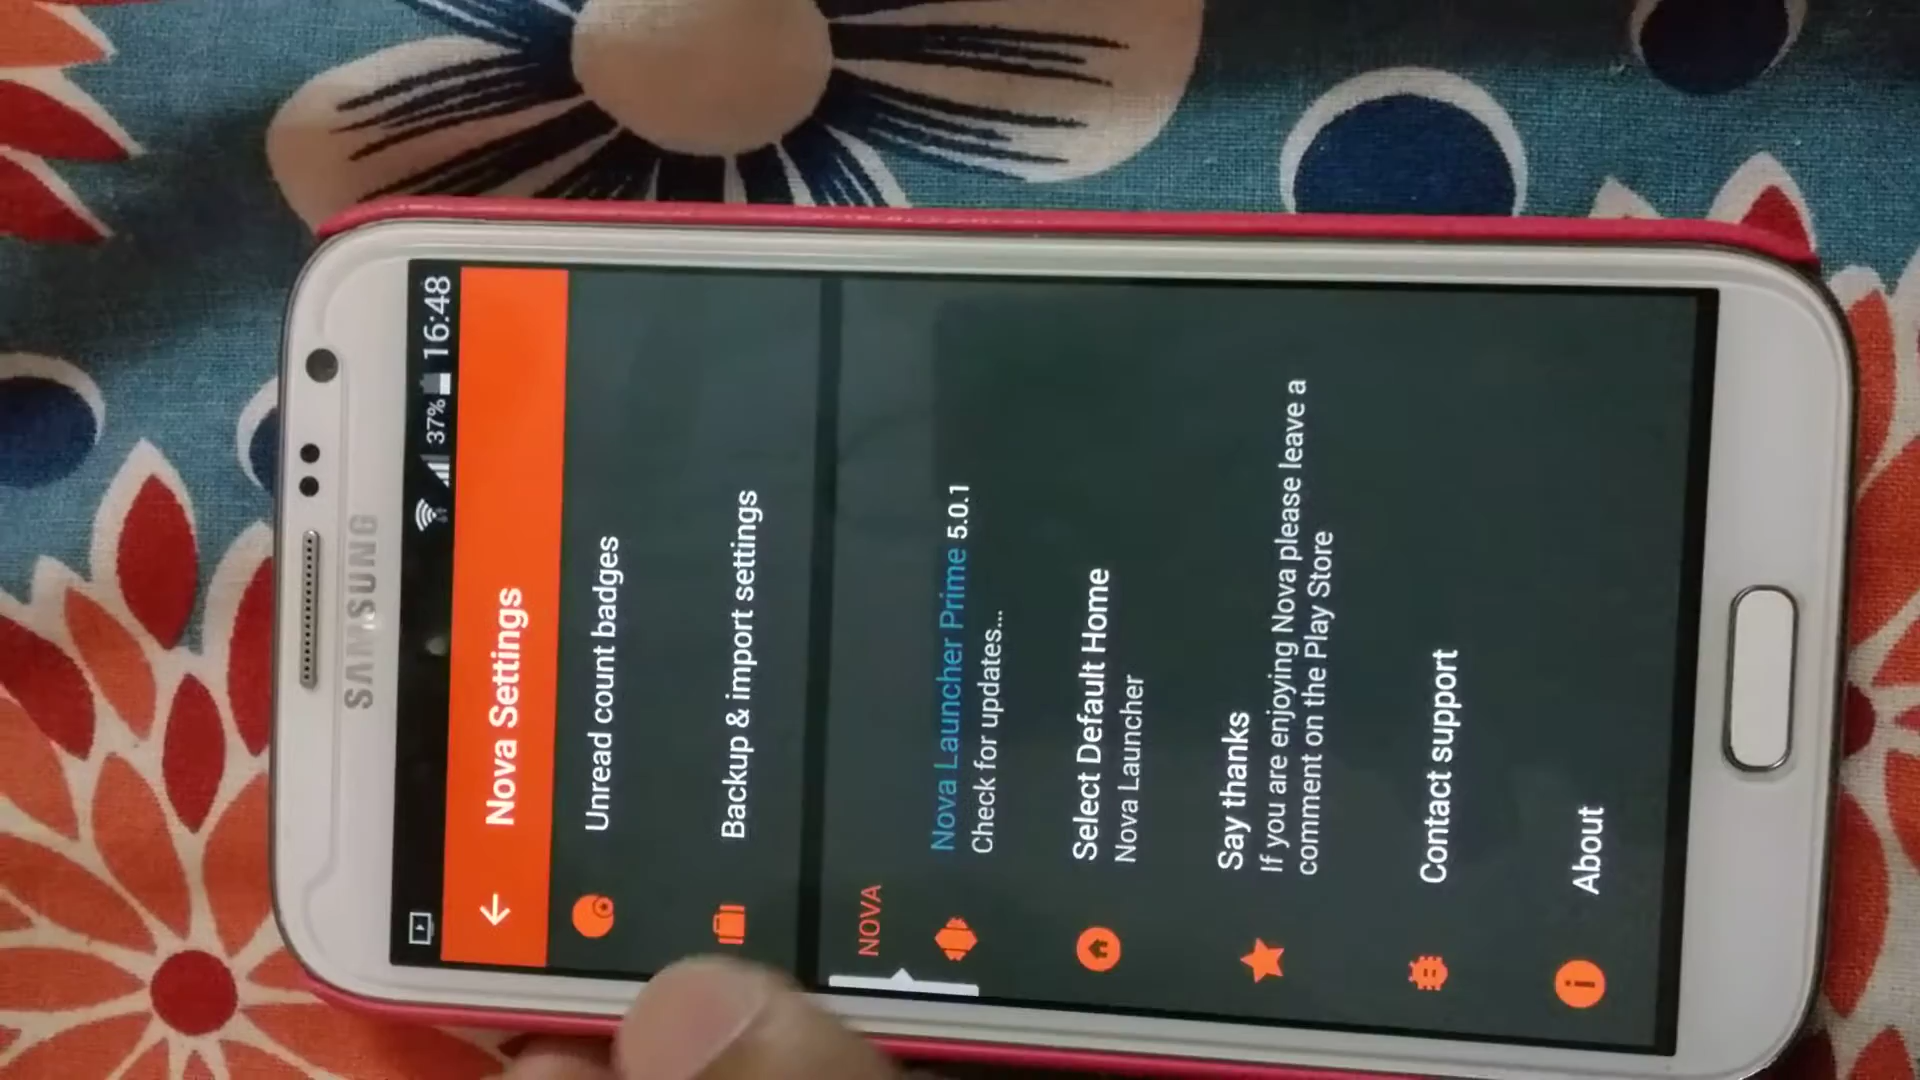 SAMSUNG
37% 16:48
Nova Settings
Unread count badges
Backup & import settings
NOVA
Nova Launcher Prime 5.0.1
Check for updates...
Select Default Home
Nova Launcher
Say thanks
If you are enjoying Nova please leave a
comment on the Play Store
Contact support
About